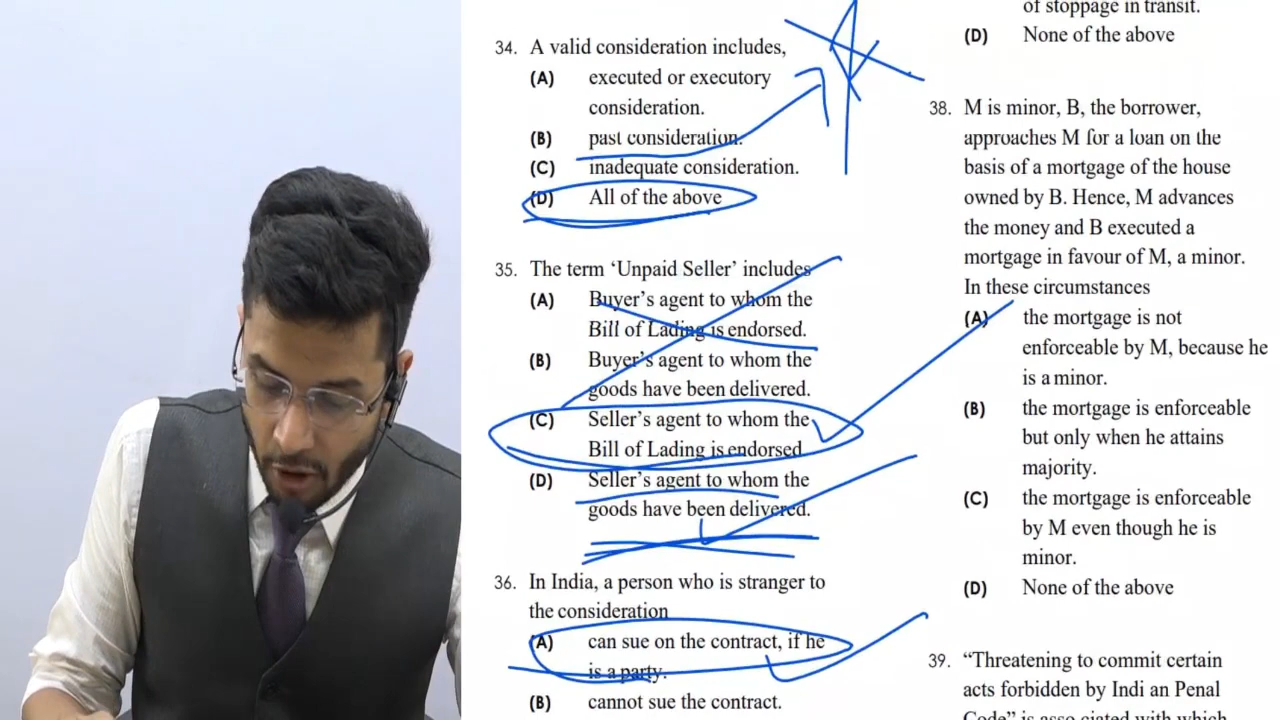 34. A valid consideration includes,
(A) executed or executory
consideration.
(B) past consideration.
(C) inadequate consideration.
(D) All of the above
35. The term ‘Unpaid Seller’ includes
(A) Buyer’s agent to whom the
Bill of Lading is endorsed.
(B) Buyer’s agent to whom the
goods have been delivered.
(C) Seller’s agent to whom the
Bill of Lading is endorsed.
(D) Seller’s agent to whom the
goods have been delivered.
36. In India, a person who is stranger to
the consideration
(A) can sue on the contract, if he
is a party.
(B) cannot sue the contract.
of stoppage in transit.
(D) None of the above
38. M is minor, B, the borrower,
approaches M for a loan on the
basis of a mortgage of the house
owned by B. Hence, M advances
the money and B executed a
mortgage in favour of M, a minor.
In these circumstances
(A) the mortgage is not
enforceable by M, because he
is a minor.
(B) the mortgage is enforceable
but only when he attains
majority.
(C) the mortgage is enforceable
by M even though he is
minor.
(D) None of the above
39. “Threatening to commit certain
acts forbidden by Indi an Penal
Code” is asso ciated with which